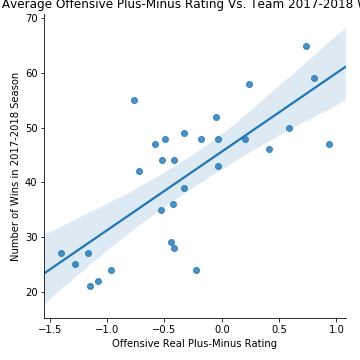 Average Offensive Plus-Minus Rating Vs. Team 2017-2018
Number of Wins in 2017-2018 Season
70
60
50
40
30
20
−1.5 −1.0 −0.5 0.0 0.5 1.0
Offensive Real Plus-Minus Rating